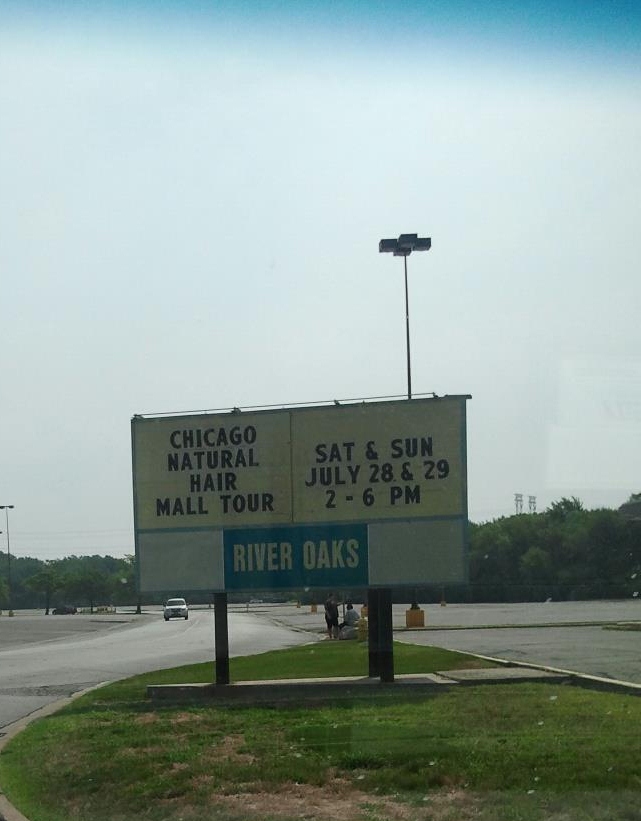 CHICAGO
NATURAL
HAIR
MALL TOUR
SAT & SUN
JULY 28 & 29
2 - 6 PM
RIVER OAKS